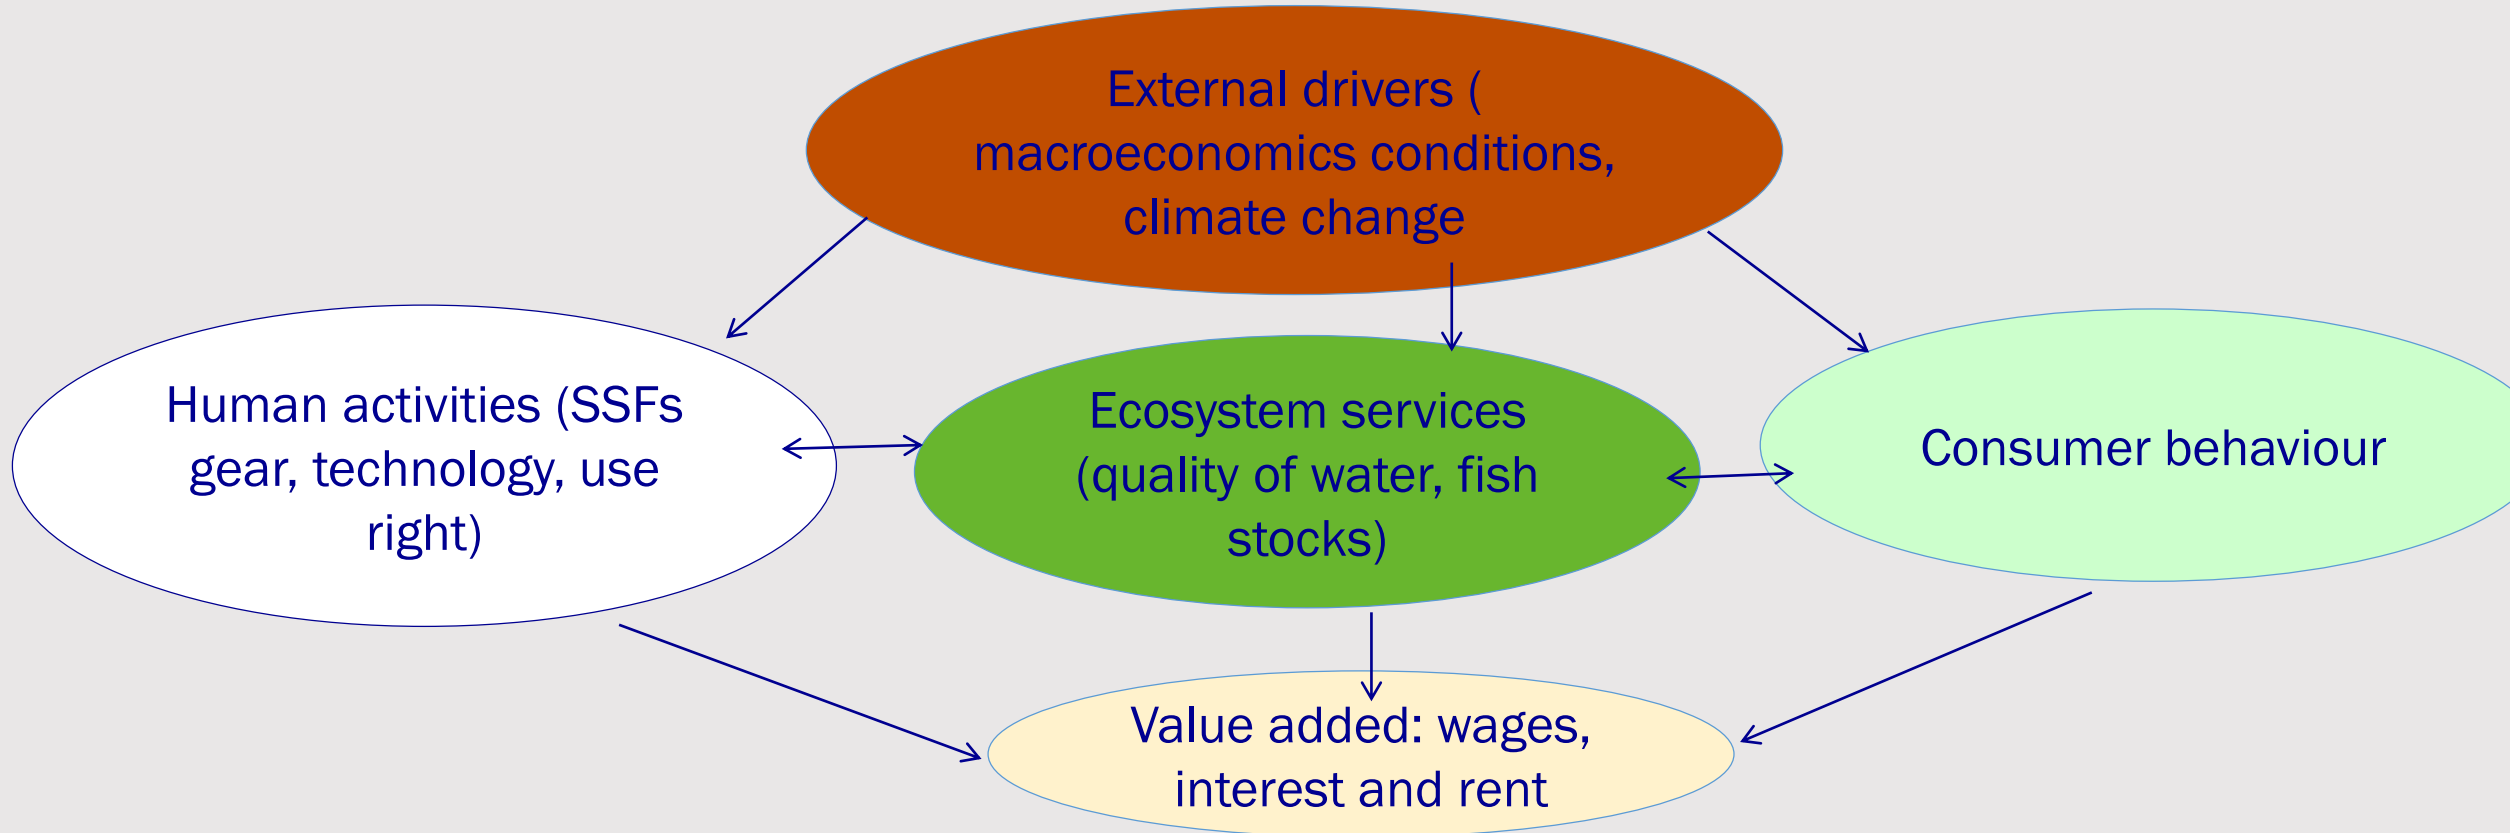 External drivers (
macroeconomics conditions,
climate change
Human activities (SSFs
gear, technology, use
right)
Ecosystem services
(quality of water, fish
stocks)
Consumer behaviour
Value added: wages,
interest and rent